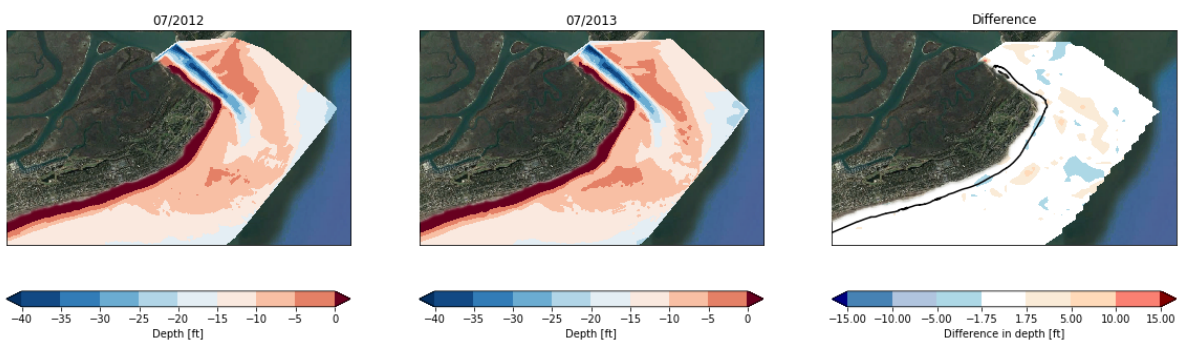 07/2012
07/2013
Difference
−40 −35 −30 −25 −20 −15 −10 −5 0
Depth [ft]
−40 −35 −30 −25 −20 −15 −10 −5 0
Depth [ft]
−15.00 −10.00 −5.00 −1.75 1.75 5.00 10.00 15.00
Difference in depth [ft]